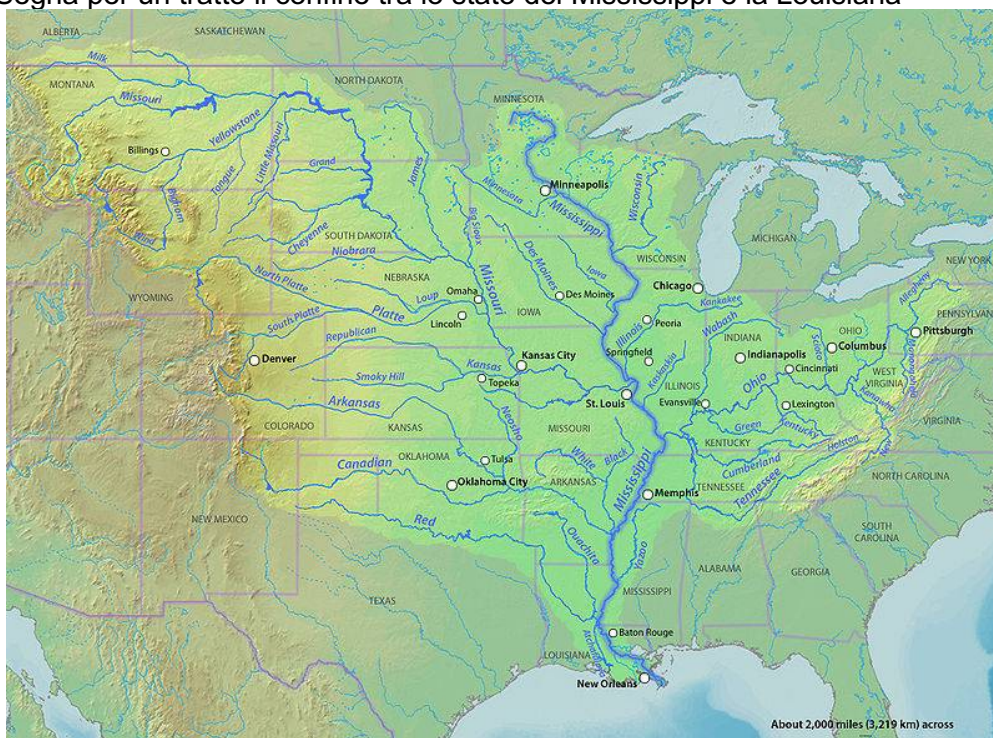 Segna per un tratto il confine tra lo stato del Mississippi e la Louisiana
ALBERTA
SASKATCHEWAN
Milk
MONTANA
NORTH DAKOTA
MINNESOTA
Missouri
Yellowstone
Little Missouri
Billings
Tongue
Bighorn
Wind
Grand
James
Minnesota
Minneapolis
Mississippi
Wisconsin
Cheyenne
SOUTH DAKOTA
Big Sioux
Niobrara
MICHIGAN
WISCONSIN
NEW YORK
WYOMING
North Platte
NEBRASKA
Missouri
Des Moines
Iowa
Chicago
Kankakee
Allegheny
Omaha
Loup
Des Moines
South Platte
Platte
Lincoln
IOWA
Illinois
Peoria
Wabash
INDIANA
OHIO
PENNSYLVAN
Republican
Pittsburgh
Scioto
Columbus
Monongahela
Denver
Kansas City
Springfield
Kaskaskia
Indianapolis
Cincinnati
WEST
VIRGINIA
Smoky Hill
Kansas
Topeka
ILLINOIS
Ohio
Kanawha
Arkansas
St. Louis
Evansville
Lexington
VIRGINIA
COLORADO
KANSAS
Neosho
MISSOURI
Green
Kentucky
New
KENTUCKY
Holston
OKLAHOMA
Tulsa
White
Black
Mississippi
Cumberland
Canadian
Oklahoma City
ARKANSAS
Memphis
TENNESSEE
Tennessee
NORTH CAROLINA
NEW MEXICO
Red
Ouachita
Yazoo
SOUTH
CAROLINA
ALABAMA
GEORGIA
TEXAS
MISSISSIPPI
Baton Rouge
Atchafalaya
LOUISIANA
New Orleans
About 2,000 miles (3,219 km) across